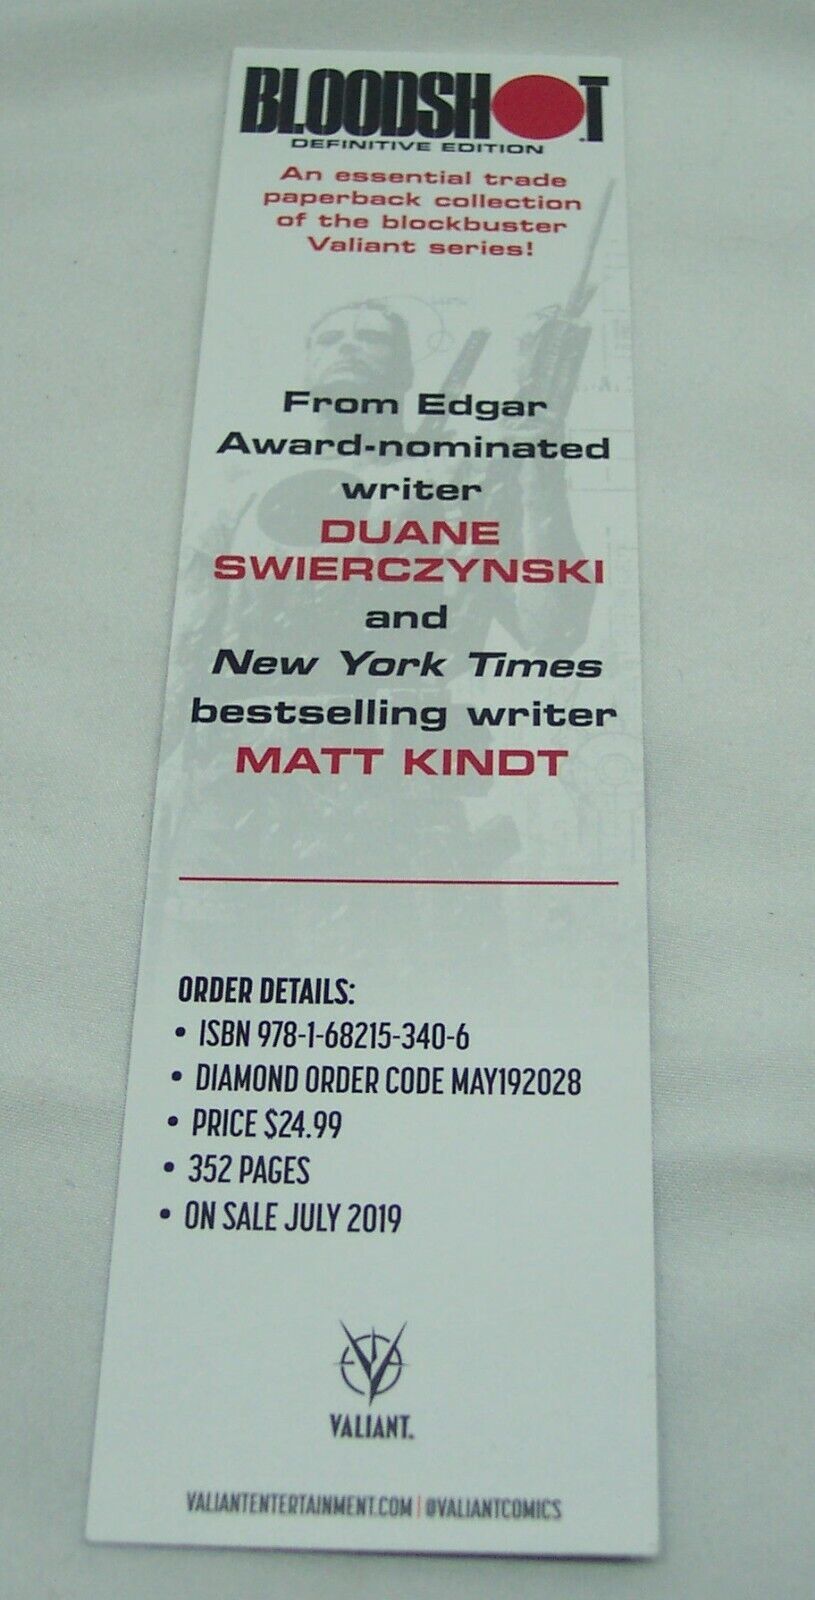 BLOODSHOT
DEFINITIVE EDITION
An essential trade
paperback collection
of the blockbuster
Valiant series!
From Edgar
Award-nominated
writer
DUANE
SWIERCZYNSKI
and
New York Times
bestselling writer
MATT KINDT
ORDER DETAILS:
• ISBN 978-1-68215-340-6
• DIAMOND ORDER CODE MAY192028
• PRICE $24.99
• 352 PAGES
• ON SALE JULY 2019
VALIANT.
VALIANTENTERTAINMENT.COM | @VALIANTCOMICS